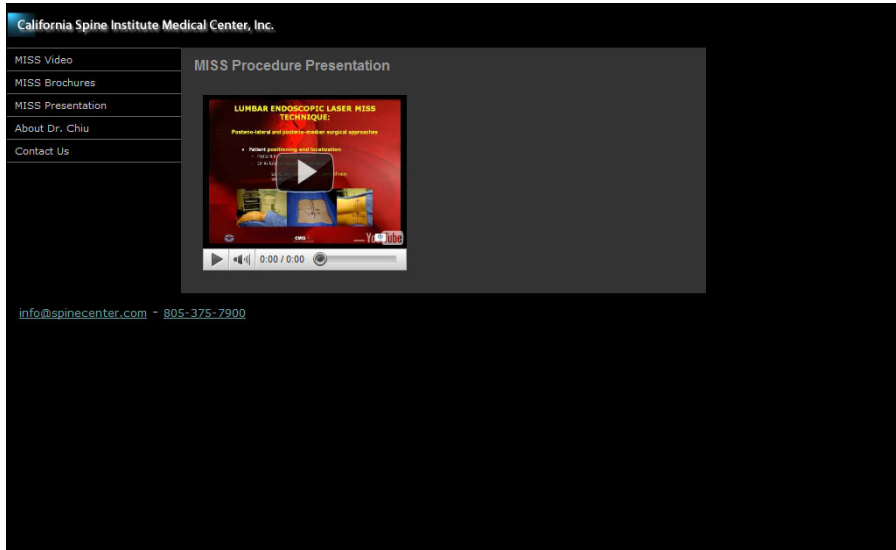 California Spine Institute Medical Center, Inc.
MISS Video
MISS Brochures
MISS Presentation
About Dr. Chiu
Contact Us
MISS Procedure Presentation
LUMBAR ENDOSCOPIC LASER MISS
TECHNIQUE:
Posterio-lateral and posterio-median surgical approaches
Patient positioning and localization
YouTube
0:00 / 0:00
info@spinecenter.com - 805-375-7900